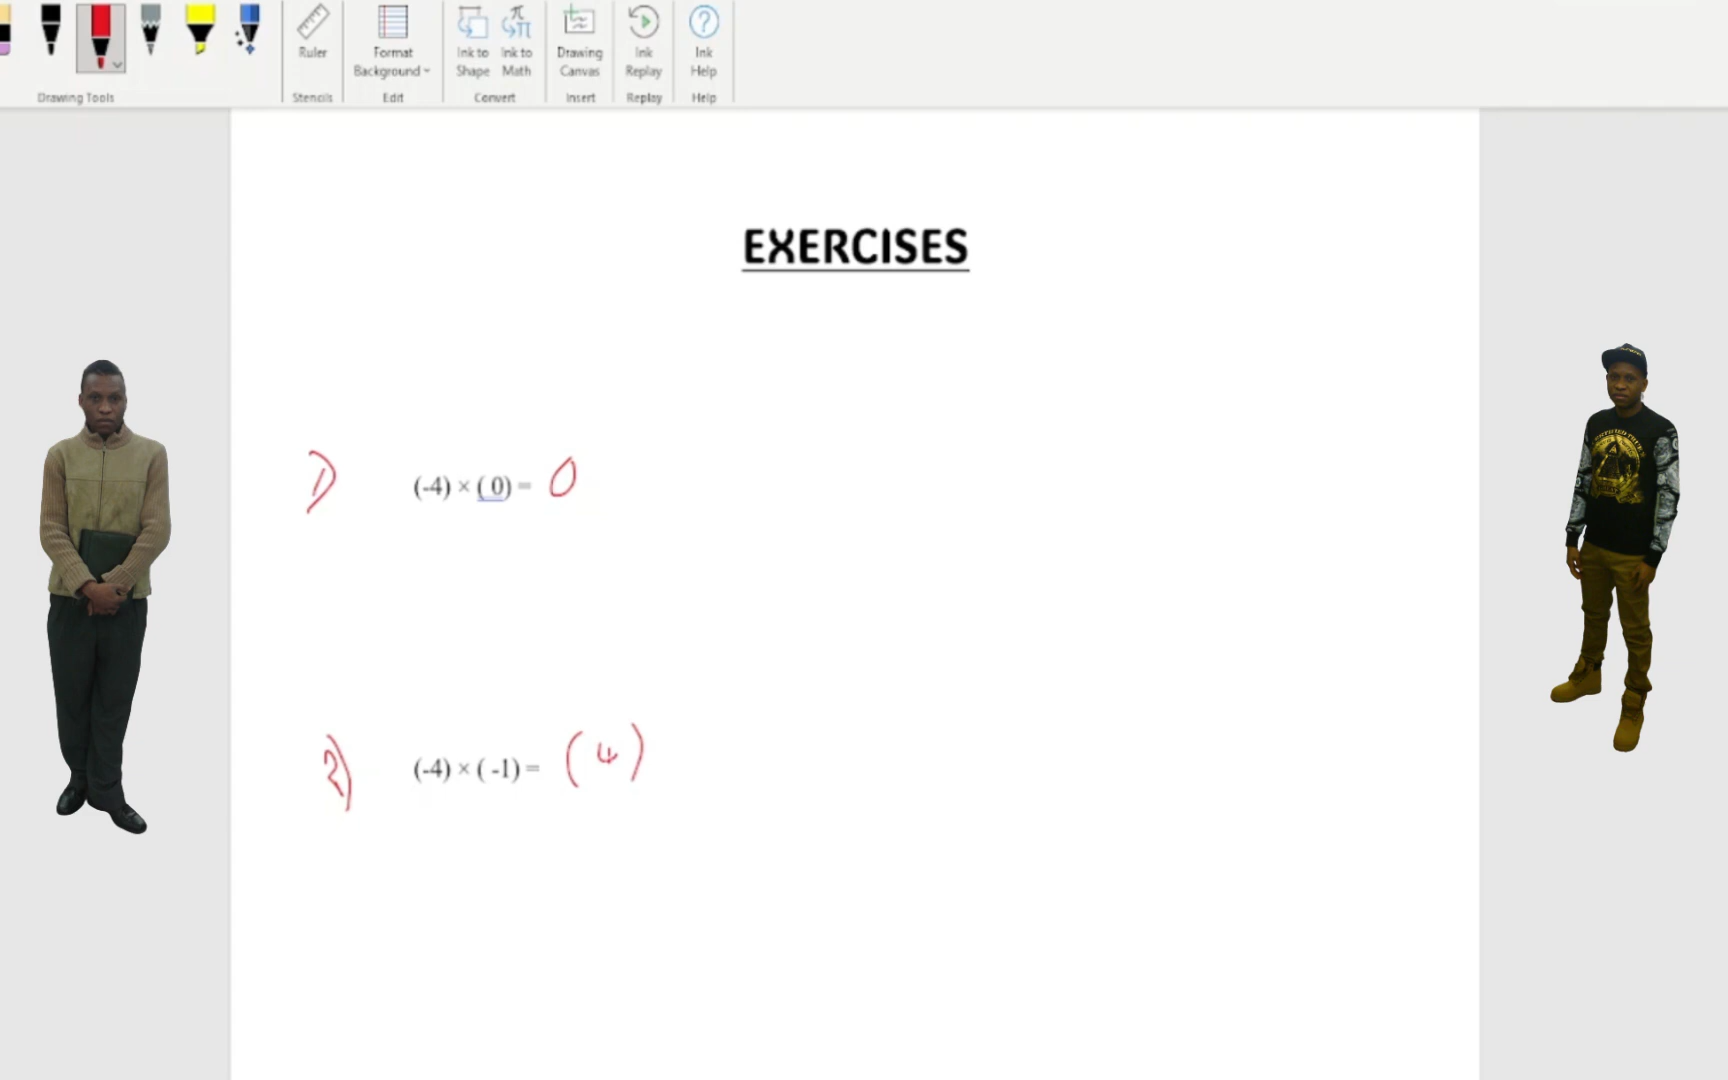 Ruler
Format
Background
Ink to
Shape
Ink to
Math
Drawing
Canvas
Ink
Replay
Ink
Help
Drawing Tools
Stencils
Edit
Convert
Insert
Replay
Help
EXERCISES
1) (-4) × ( 0) = 0
2) (-4) × ( -1) = (4)